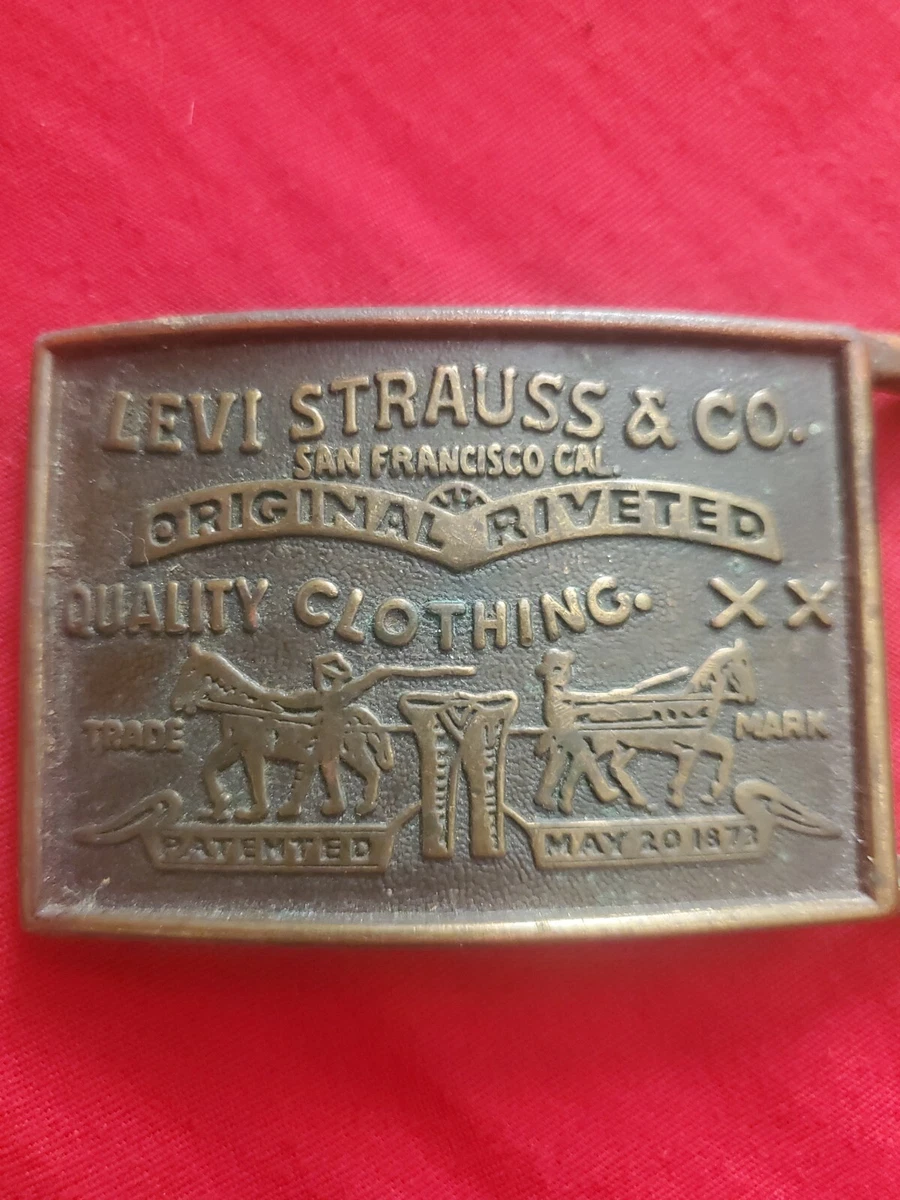 LEVI STRAUSS & CO.
SAN FRANCISCO CAL.
ORIGINAL RIVETED
QUALITY CLOTHING. XX
TRADE MARK
PATENTED MAY 20 1873